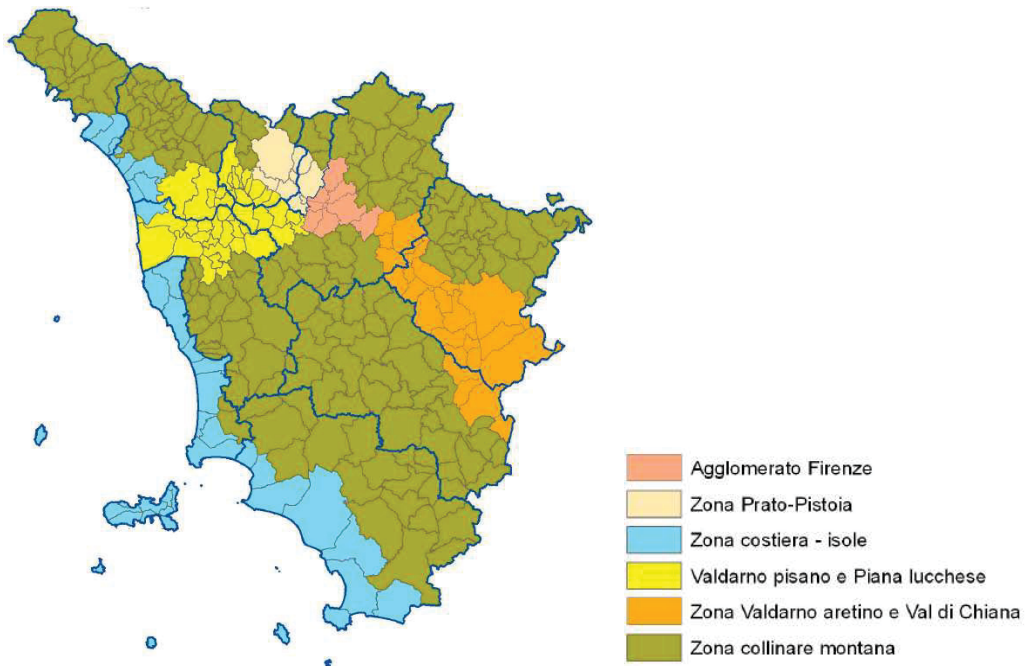 Agglomerato Firenze
Zona Prato-Pistoia
Zona costiera - isole
Valdarno pisano e Piana lucchese
Zona Valdarno aretino e Val di Chiana
Zona collinare montana